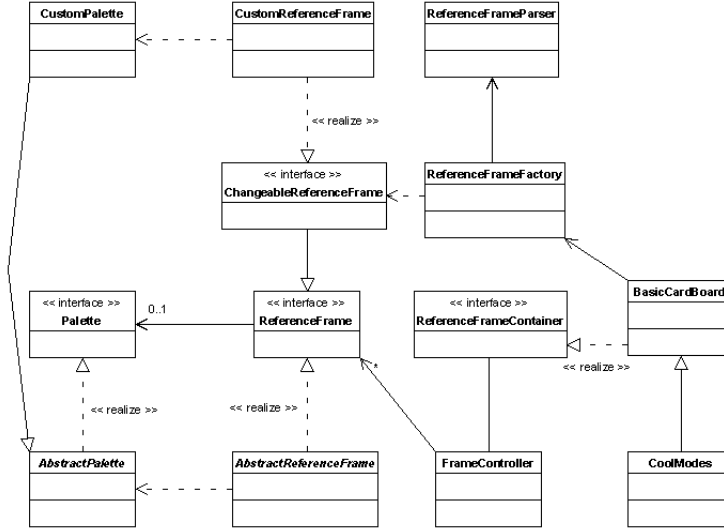 CustomPalette
CustomReferenceFrame
ReferenceFrameParser
<< realize >>
<< interface >>
ChangeableReferenceFrame
ReferenceFrameFactory
<< interface >>
Palette
0..1
<< interface >>
ReferenceFrame
<< interface >>
ReferenceFrameContainer
BasicCardBoard
<< realize >>
*
<< realize >>
<< realize >>
AbstractPalette
AbstractReferenceFrame
FrameController
CoolModes